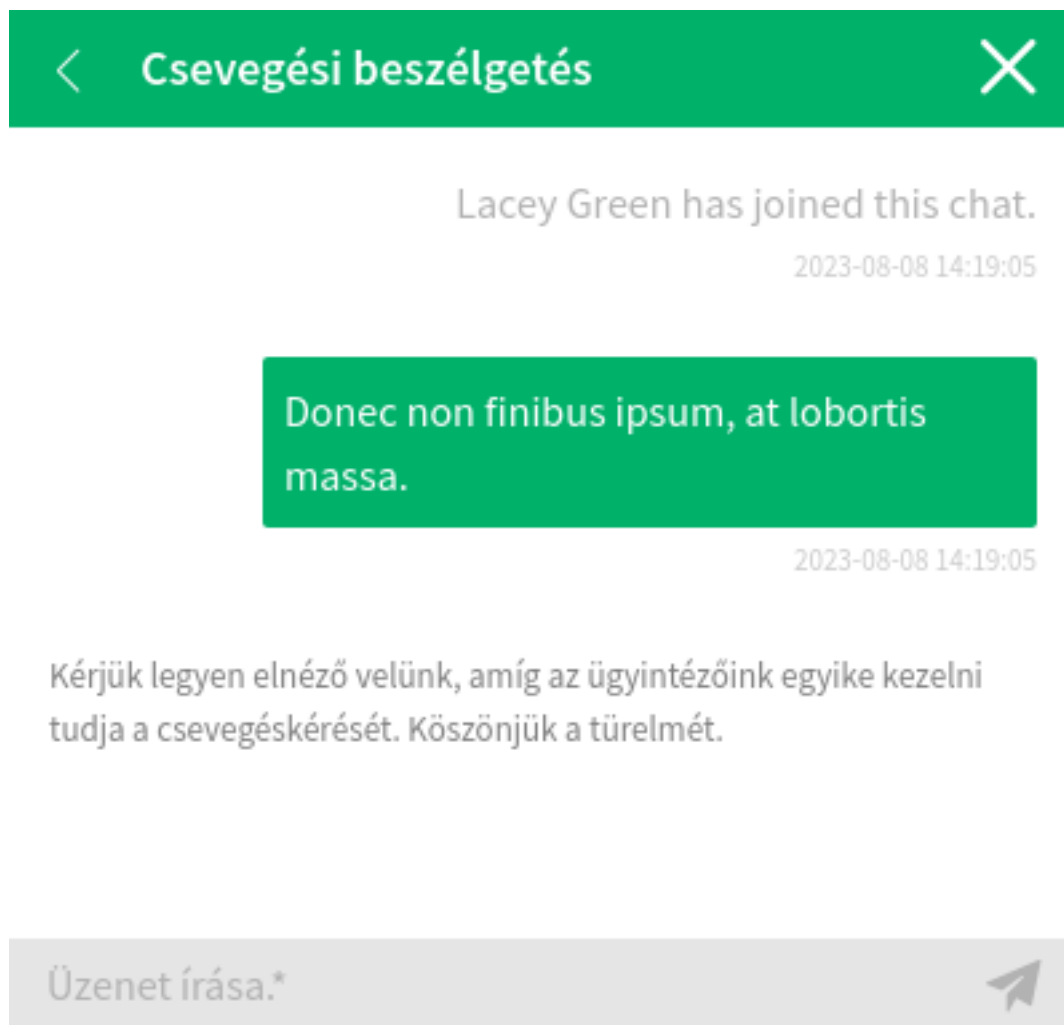 Csevegési beszélgetés
Lacey Green has joined this chat.
2023-08-08 14:19:05
Donec non finibus ipsum, at lobortis
massa.
2023-08-08 14:19:05
Kérjük legyen elnéző velünk, amíg az ügyintézőink egyike kezelni
tudja a csevegéskérését. Köszönjük a türelmét.
Üzenet írása.*